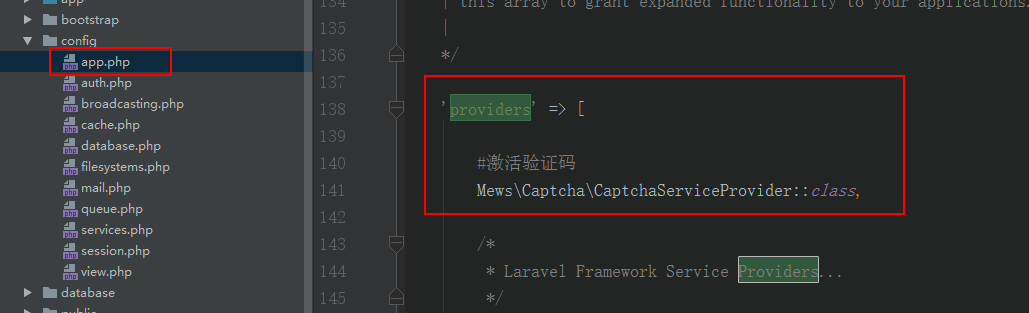 app
bootstrap
config
app.php
auth.php
broadcasting.php
cache.php
database.php
filesystems.php
mail.php
queue.php
services.php
session.php
view.php
database
public
134 | this array to grant expanded functionality to your applications.
135 |
136 */
137
138 'providers' => [
139
140 #激活验证码
141 Mews\Captcha\CaptchaServiceProvider::class,
142
143 /*
144 * Laravel Framework Service Providers...
145 */